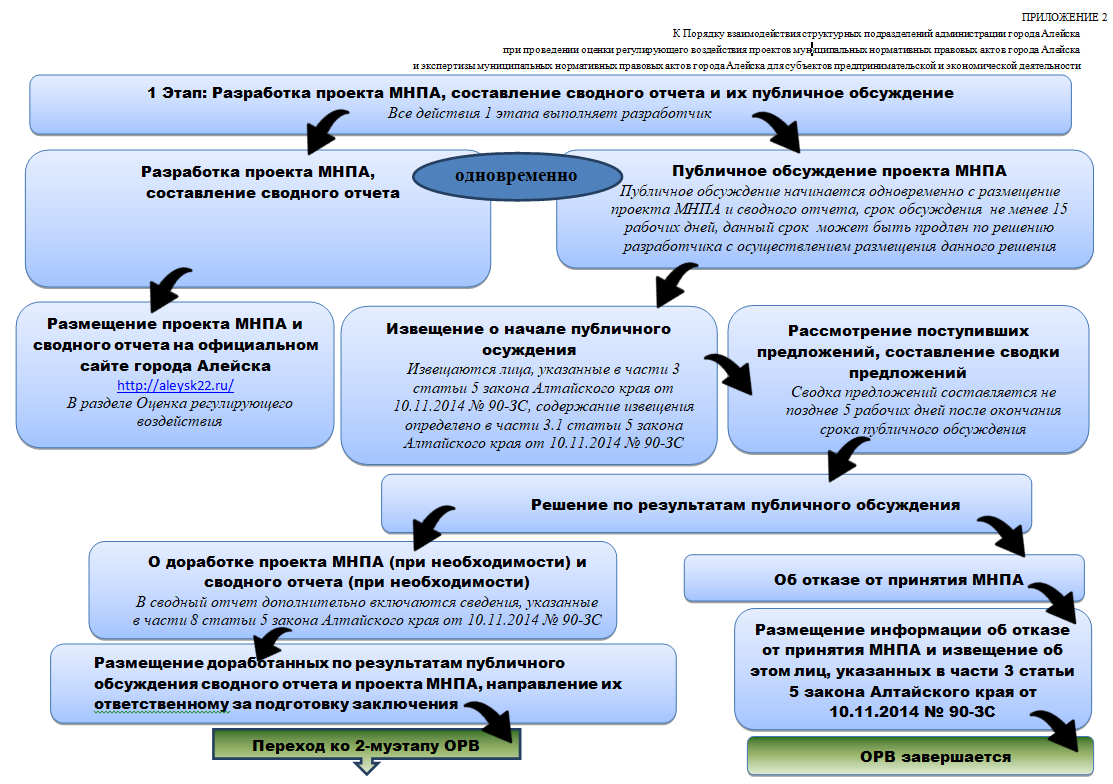 ПРИЛОЖЕНИЕ 2
К Порядку взаимодействия структурных подразделений администрации города Алейска
при проведении оценки регулирующего воздействия проектов муниципальных нормативных правовых актов города Алейска
и экспертизы муниципальных нормативных правовых актов города Алейска для субъектов предпринимательской и экономической деятельности
1 Этап: Разработка проекта МНПА, составление сводного отчета и их публичное обсуждение
Все действия 1 этапа выполняет разработчик
Разработка проекта МНПА,
составление сводного отчета
одновременно
Публичное обсуждение проекта МНПА
Публичное обсуждение начинается одновременно с размещение
проекта МНПА и сводного отчета, срок обсуждения не менее 15
рабочих дней, данный срок может быть продлен по решению
разработчика с осуществлением размещения данного решения
Размещение проекта МНПА и
сводного отчета на официальном
сайте города Алейска
http://aleysk22.ru/
В разделе Оценка регулирующего
воздействия
Извещение о начале публичного
осуждения
Извещаются лица, указанные в части 3
статьи 5 закона Алтайского края от
10.11.2014 № 90-ЗС, содержание извещения
определено в части 3.1 статьи 5 закона
Алтайского края от 10.11.2014 № 90-ЗС
Рассмотрение поступивших
предложений, составление сводки
предложений
Сводка предложений составляется не
позднее 5 рабочих дней после окончания
срока публичного обсуждения
Решение по результатам публичного обсуждения
О доработке проекта МНПА (при необходимости) и
сводного отчета (при необходимости)
В сводный отчет дополнительно включаются сведения, указанные
в части 8 статьи 5 закона Алтайского края от 10.11.2014 № 90-ЗС
Об отказе от принятия МНПА
Размещение доработанных по результатам публичного
обсуждения сводного отчета и проекта МНПА, направление их
ответственному за подготовку заключения
Размещение информации об отказе
от принятия МНПА и извещение об
этом лиц, указанных в части 3 статьи
5 закона Алтайского края от
10.11.2014 № 90-ЗС
Переход ко 2-муэтапу ОРВ
ОРВ завершается